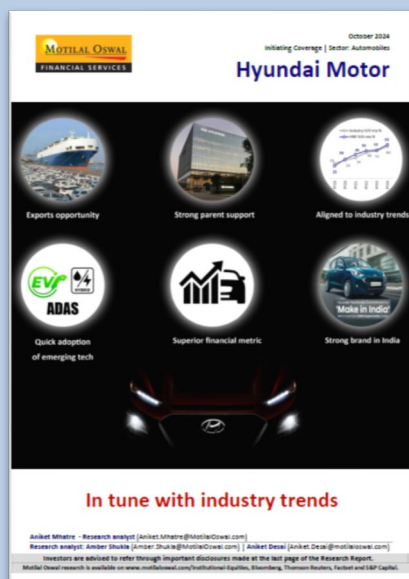 MOTILAL OSWAL
FINANCIAL SERVICES
October 2024
Initiating Coverage | Sector: Automobiles
Hyundai Motor
Exports opportunity
Strong parent support
Aligned to industry trends
EV
ADAS
'Make in India'
Quick adoption
of emerging tech
Superior financial metric
Strong brand in India
In tune with industry trends
Aniket Mhatre - Research analyst (Aniket.Mhatre@MotilalOswal.com)
Research analyst: Amber Shukla (Amber.Shukla@MotilalOswal.com) | Aniket Desai (Aniket.Desai@motilaloswal.com)
Investors are advised to refer through important disclosures made at the last page of the Research Report.
Motilal Oswal research is available on www.motilaloswal.com/Institutional-Equities, Bloomberg, Thomson Reuters, Factset and S&P Capital.